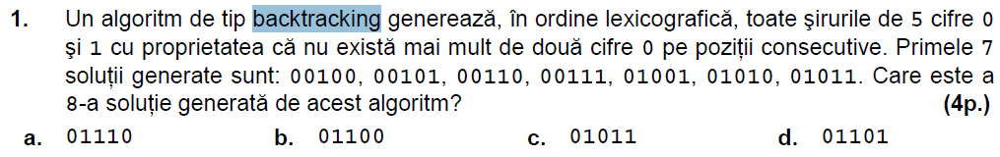 1. Un algoritm de tip backtracking generează, în ordine lexicografică, toate şirurile de 5 cifre 0
şi 1 cu proprietatea că nu există mai mult de două cifre 0 pe poziţii consecutive. Primele 7
soluţii generate sunt: 00100, 00101, 00110, 00111, 01001, 01010, 01011. Care este a
8-a soluţie generată de acest algoritm? (4p.)
a. 01110 b. 01100 c. 01011 d. 01101